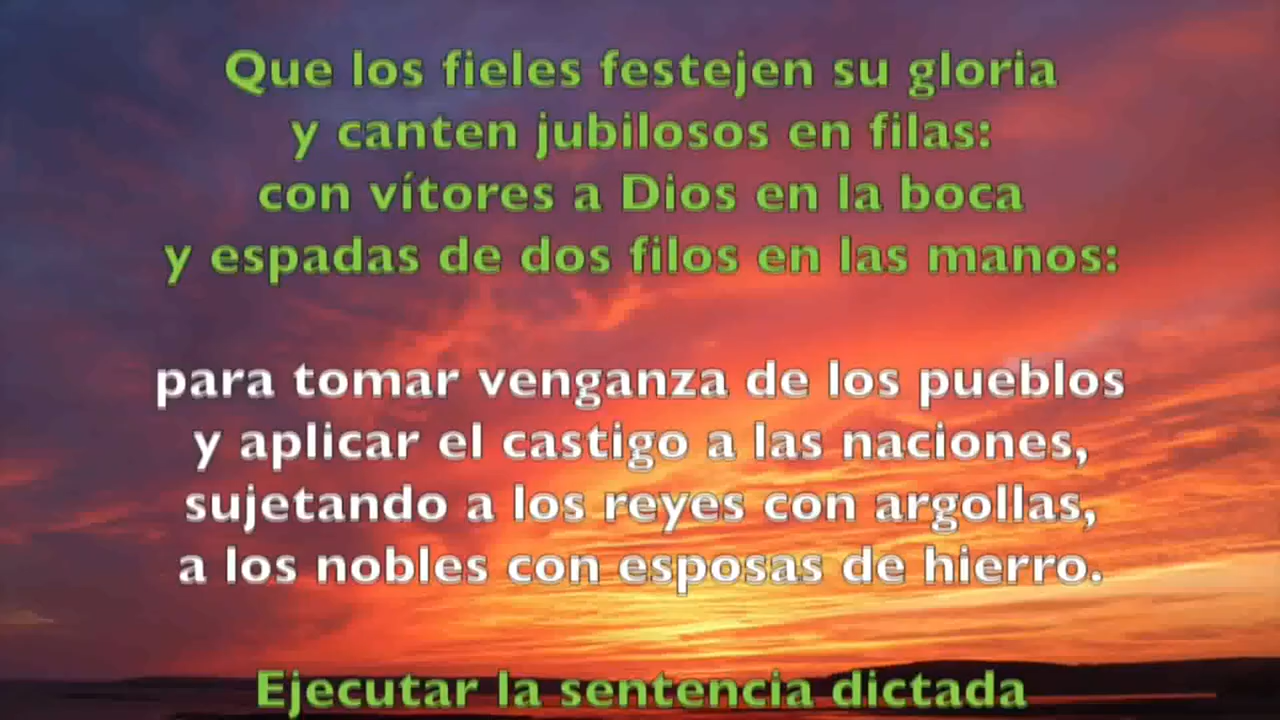 Que los fieles festejen su gloria
y canten jubilosos en filas:
con vítores a Dios en la boca
y espadas de dos filos en las manos:
para tomar venganza de los pueblos
y aplicar el castigo a las naciones,
sujetando a los reyes con argollas,
a los nobles con esposas de hierro.
Ejecutar la sentencia dictada